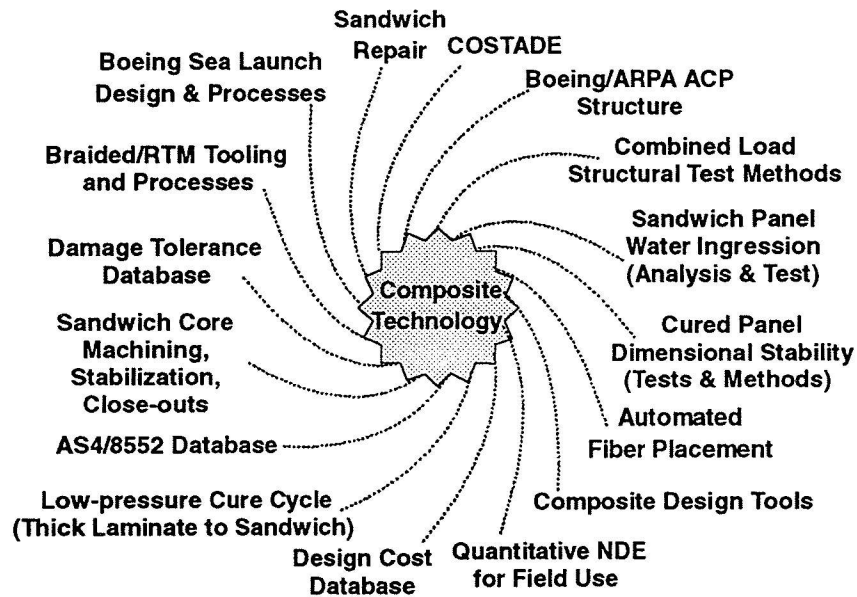 Sandwich
Repair
COSTADE
Boeing/ARPA ACP
Structure
Combined Load
Structural Test Methods
Sandwich Panel
Water Ingression
(Analysis & Test)
Cured Panel
Dimensional Stability
(Tests & Methods)
Automated
Fiber Placement
Composite Design Tools
Quantitative NDE
for Field Use
Design Cost
Database
Low-pressure Cure Cycle
(Thick Laminate to Sandwich)
AS4/8552 Database
Sandwich Core
Machining,
Stabilization,
Close-outs
Damage Tolerance
Database
Braided/RTM Tooling
and Processes
Boeing Sea Launch
Design & Processes
Composite
Technology